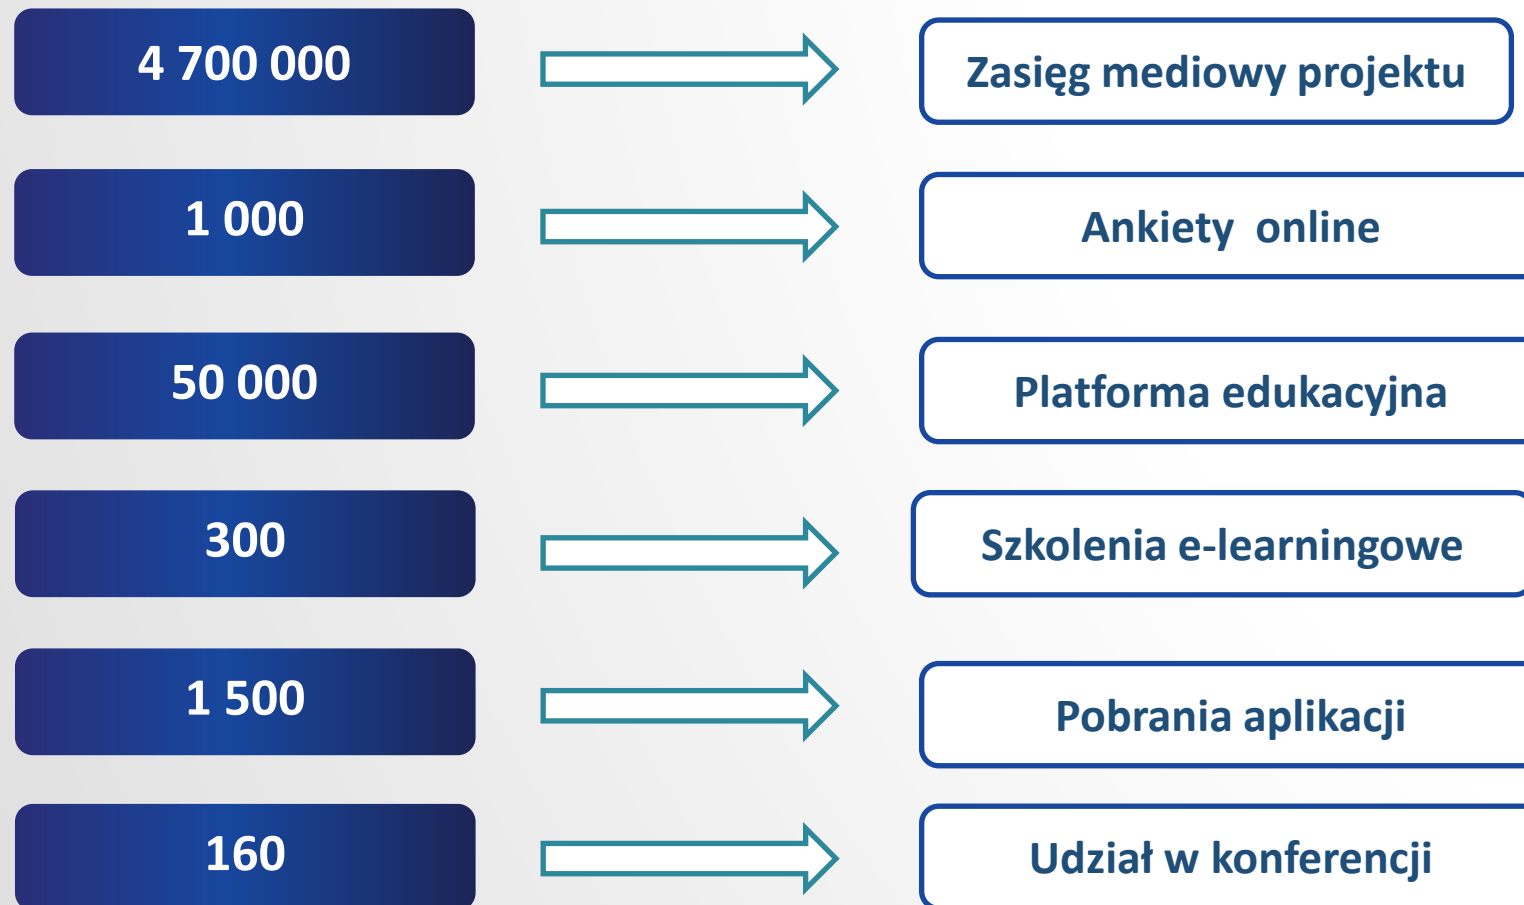 4 700 000
Zasięg mediowy projektu
1 000
Ankiety  online
50 000
Platforma edukacyjna
300
Szkolenia e-learningowe
1 500
Pobrania aplikacji
160
Udział w konferencji